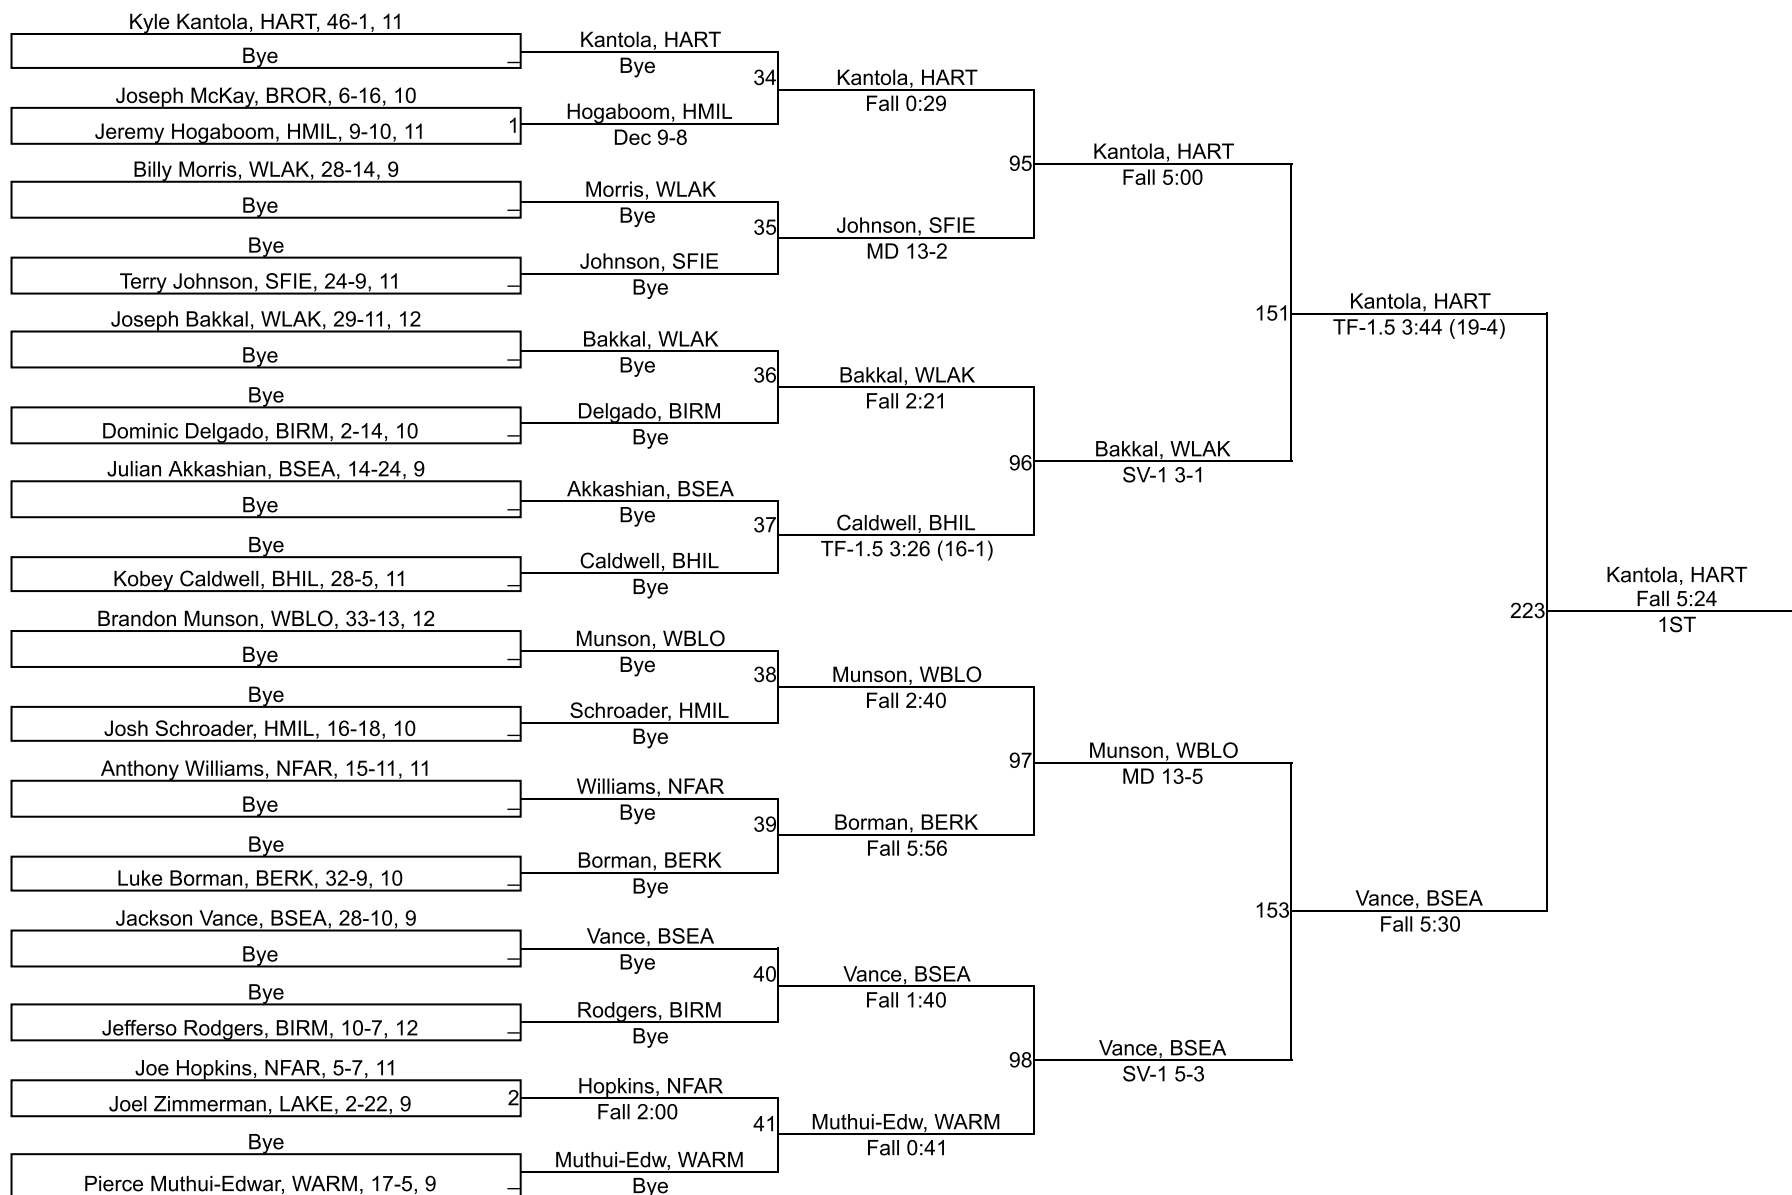 Kyle Kantola, HART, 46-1, 11
Bye
Joseph McKay, BROR, 6-16, 10
Jeremy Hogaboom, HMIL, 9-10, 11
1
Billy Morris, WLAK, 28-14, 9
Bye
Bye
Terry Johnson, SFIE, 24-9, 11
Joseph Bakkal, WLAK, 29-11, 12
Bye
Bye
Dominic Delgado, BIRM, 2-14, 10
Julian Akkashian, BSEA, 14-24, 9
Bye
Bye
Kobey Caldwell, BHIL, 28-5, 11
Brandon Munson, WBLO, 33-13, 12
Bye
Bye
Josh Schroader, HMIL, 16-18, 10
Anthony Williams, NFAR, 15-11, 11
Bye
Bye
Luke Borman, BERK, 32-9, 10
Jackson Vance, BSEA, 28-10, 9
Bye
Bye
Jefferso Rodgers, BIRM, 10-7, 12
Joe Hopkins, NFAR, 5-7, 11
Joel Zimmerman, LAKE, 2-22, 9
2
Bye
Pierce Muthui-Edwar, WARM, 17-5, 9
Kantola, HART
Bye
34
Hogaboom, HMIL
Dec 9-8
Morris, WLAK
Bye
35
Johnson, SFIE
Bye
Bakkal, WLAK
Bye
36
Delgado, BIRM
Bye
Akkashian, BSEA
Bye
37
Caldwell, BHIL
Bye
Munson, WBLO
Bye
38
Schroader, HMIL
Bye
Williams, NFAR
Bye
39
Borman, BERK
Bye
Vance, BSEA
Bye
40
Rodgers, BIRM
Bye
Hopkins, NFAR
Fall 2:00
41
Muthui-Edw, WARM
Bye
Kantola, HART
Fall 0:29
95
Johnson, SFIE
MD 13-2
Bakkal, WLAK
Fall 2:21
96
Caldwell, BHIL
TF-1.5 3:26 (16-1)
Munson, WBLO
Fall 2:40
97
Borman, BERK
Fall 5:56
Vance, BSEA
Fall 1:40
98
Muthui-Edw, WARM
Fall 0:41
Kantola, HART
Fall 5:00
151
Bakkal, WLAK
SV-1 3-1
Munson, WBLO
MD 13-5
153
Vance, BSEA
SV-1 5-3
Kantola, HART
TF-1.5 3:44 (19-4)
223
Vance, BSEA
Fall 5:30
Kantola, HART
Fall 5:24
1ST